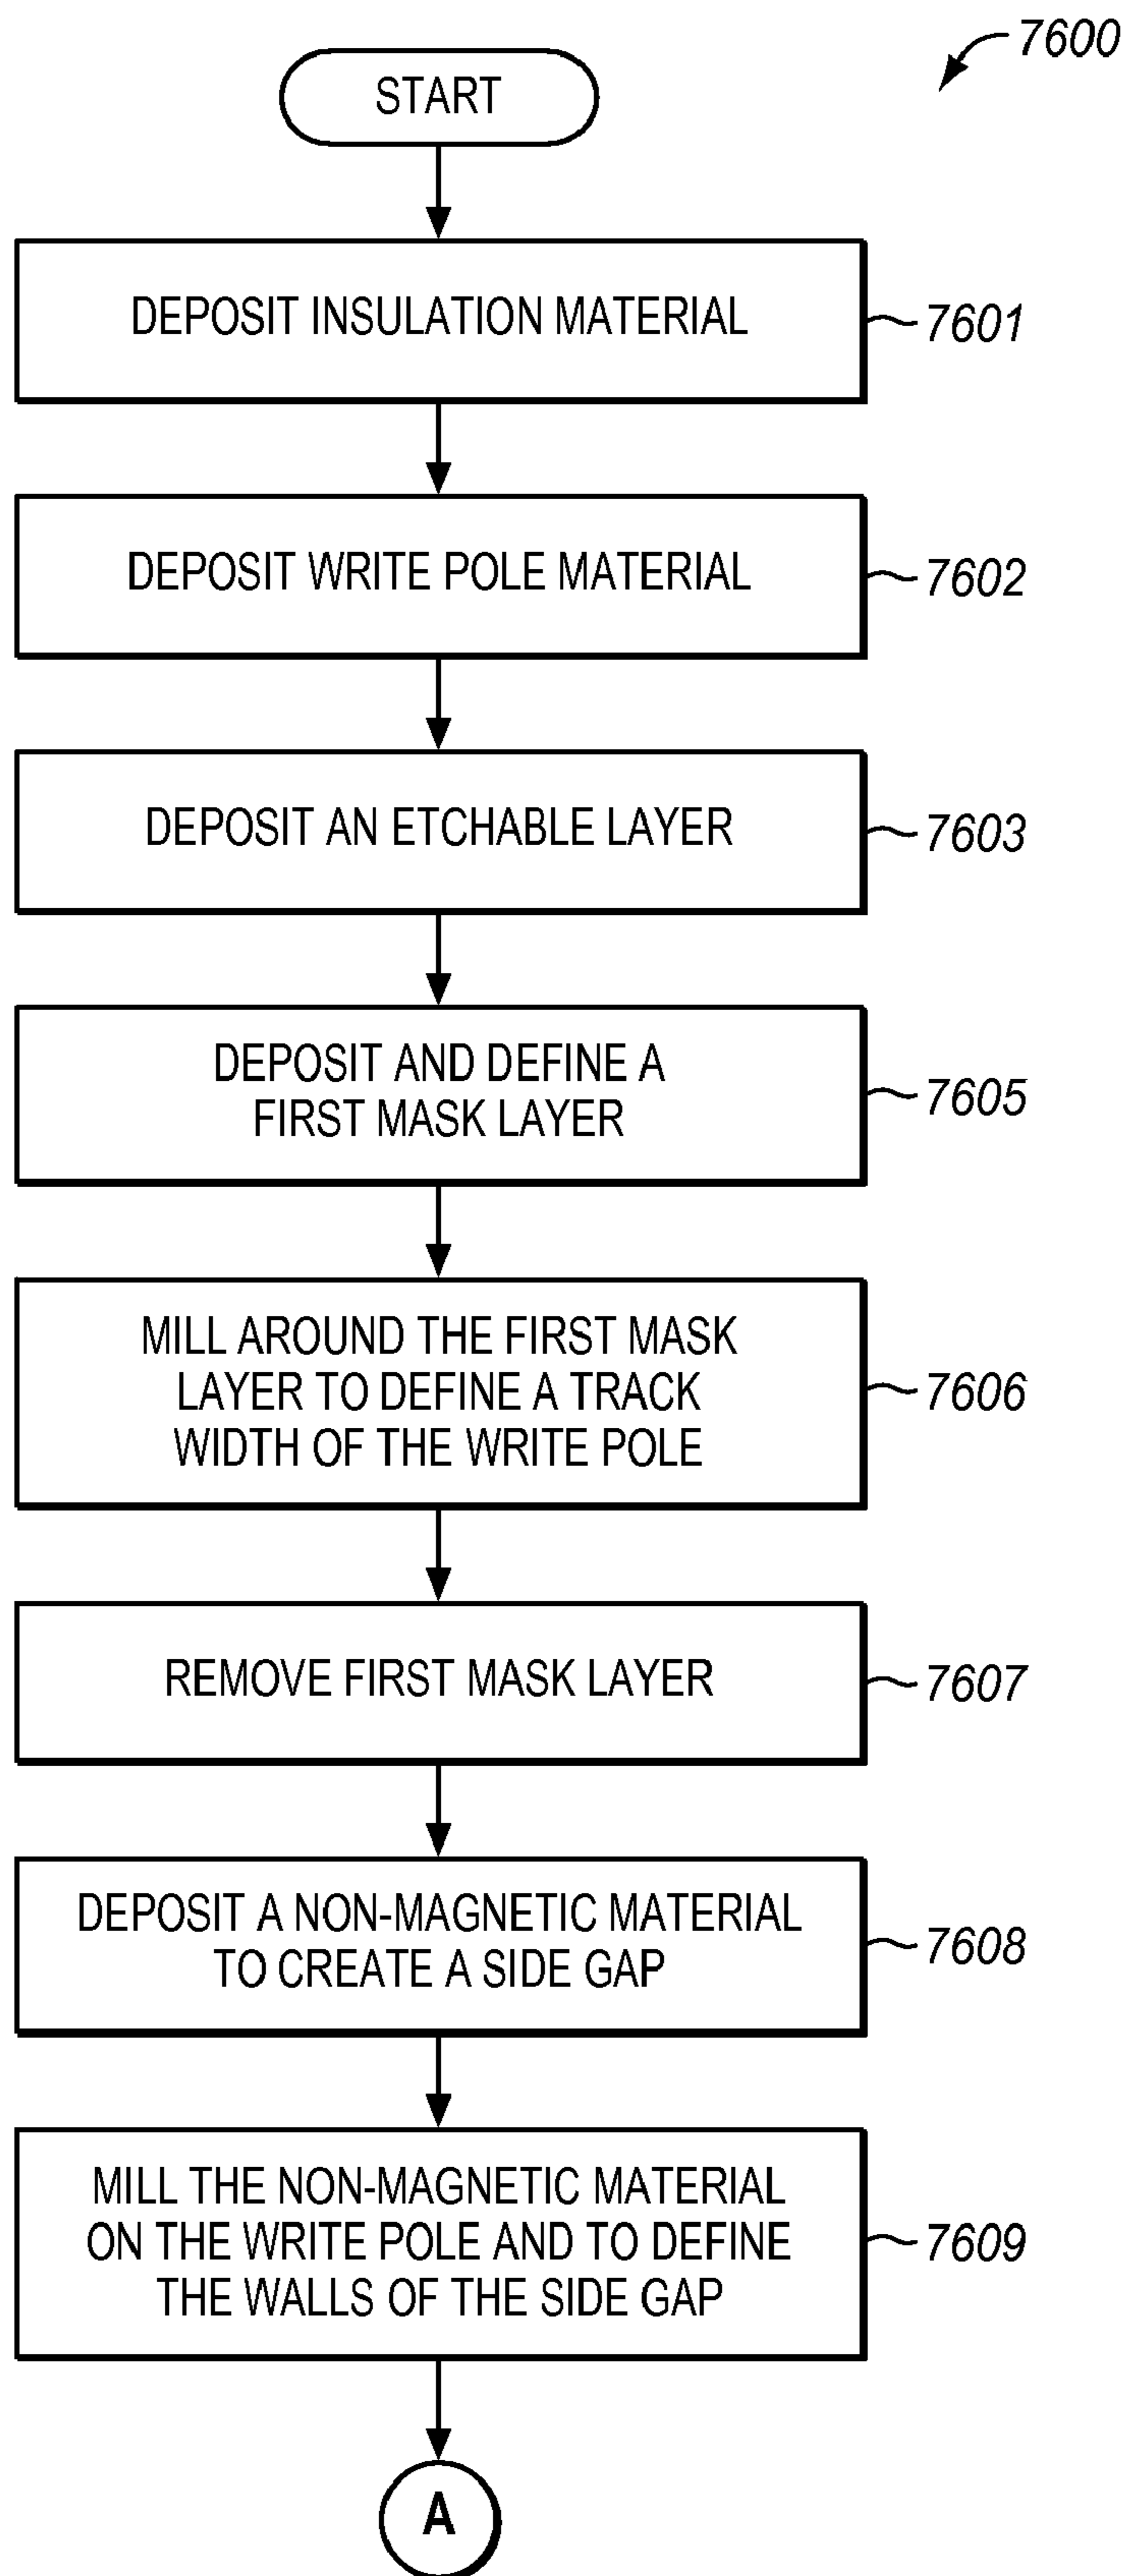 7600
START
DEPOSIT INSULATION MATERIAL
7601
DEPOSIT WRITE POLE MATERIAL
7602
DEPOSIT AN ETCHABLE LAYER
7603
DEPOSIT AND DEFINE A
FIRST MASK LAYER
7605
MILL AROUND THE FIRST MASK
LAYER TO DEFINE A TRACK
WIDTH OF THE WRITE POLE
7606
REMOVE FIRST MASK LAYER
7607
DEPOSIT A NON-MAGNETIC MATERIAL
TO CREATE A SIDE GAP
7608
MILL THE NON-MAGNETIC MATERIAL
ON THE WRITE POLE AND TO DEFINE
THE WALLS OF THE SIDE GAP
7609
A